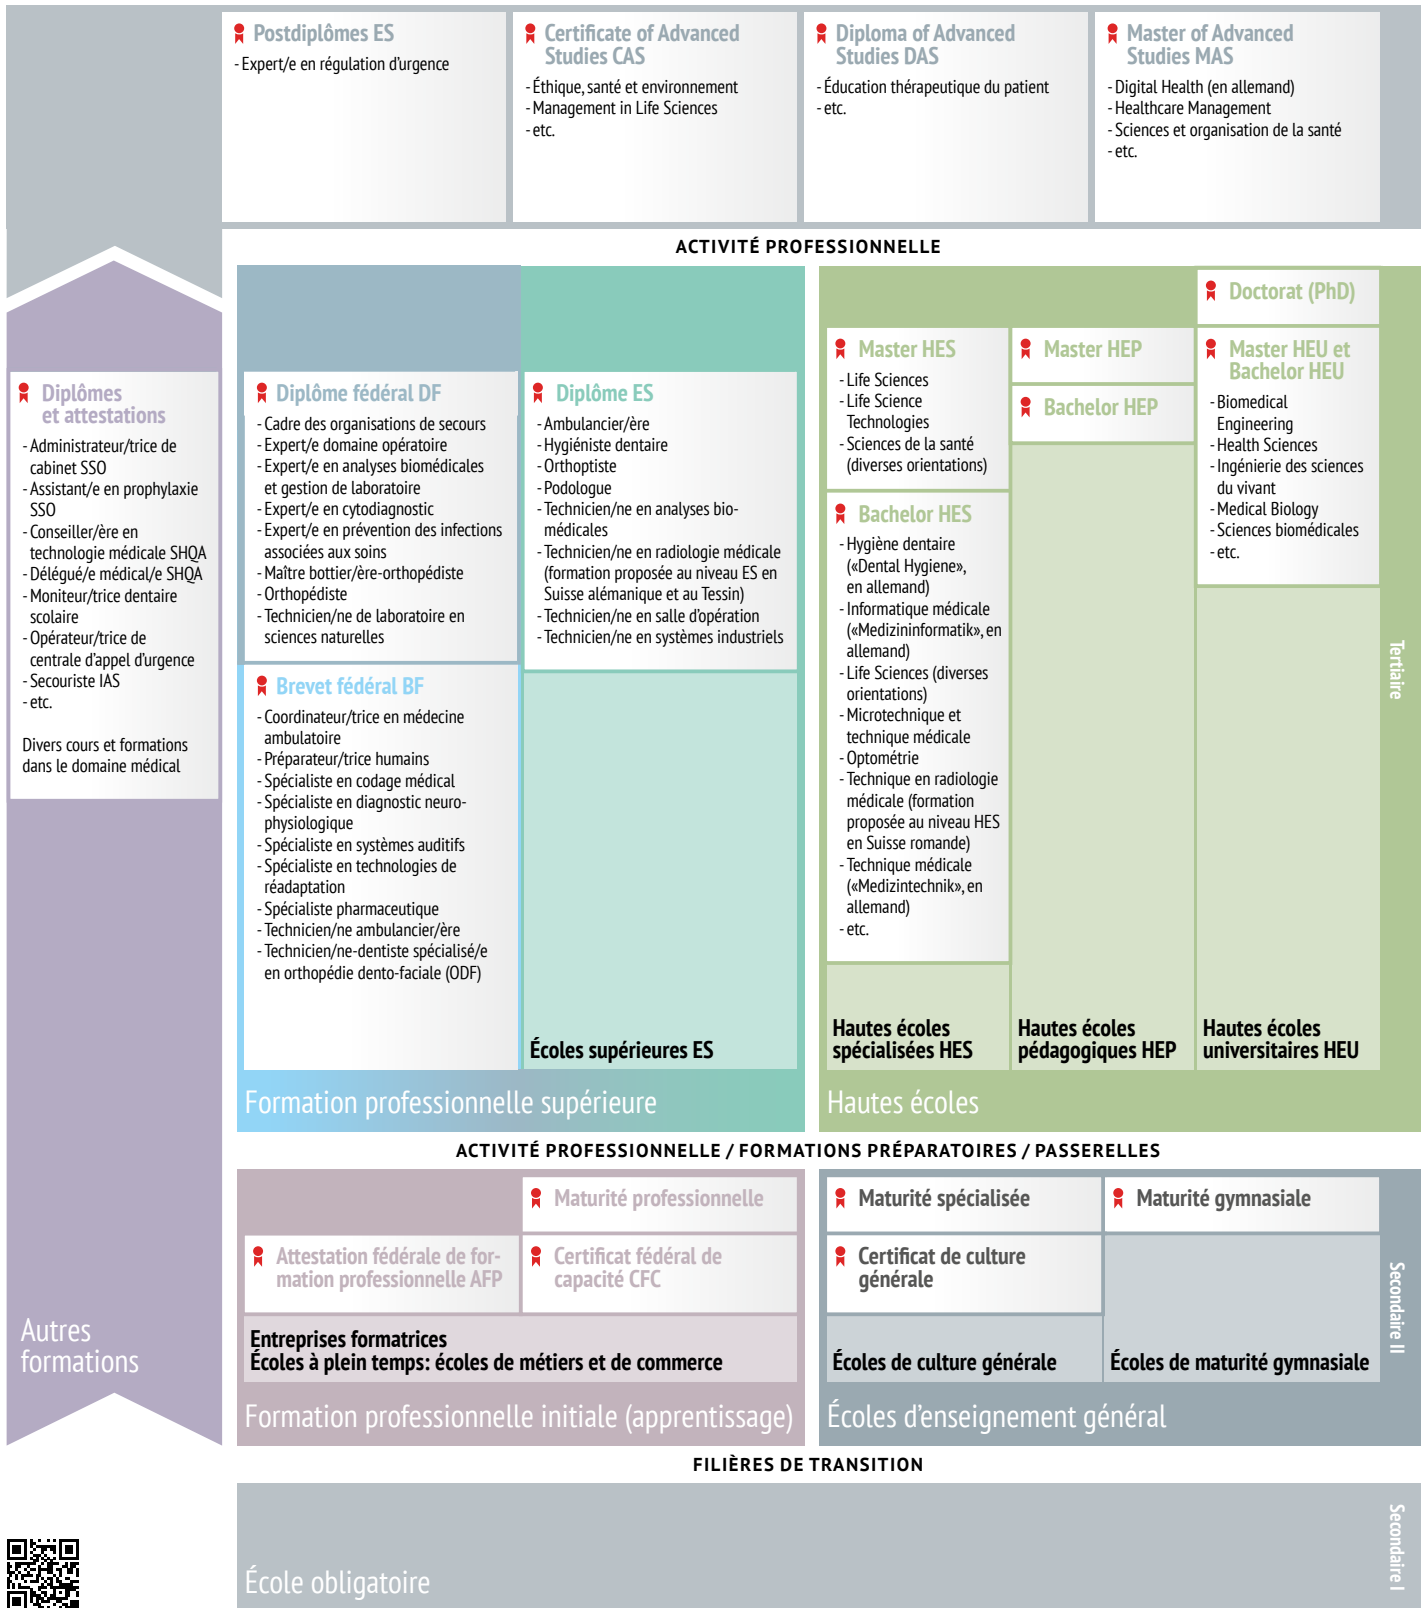 Postdiplômes ES
- Expert/e en régulation d'urgence
Certificate of Advanced
Studies CAS
- Éthique, santé et environnement
- Management in Life Sciences
- etc.
Diploma of Advanced
Studies DAS
- Éducation thérapeutique du patient
- etc.
Master of Advanced
Studies MAS
- Digital Health (en allemand)
- Healthcare Management
- Sciences et organisation de la santé
- etc.
ACTIVITÉ PROFESSIONNELLE
Diplômes
et attestations
- Administrateur/trice de
cabinet SSO
- Assistant/e en prophylaxie
SSO
- Conseiller/ère en
technologie médicale SHQA
- Délégué/e médical/e SHQA
- Moniteur/trice dentaire
scolaire
- Opérateur/trice de
centrale d'appel d'urgence
- Secouriste IAS
- etc.
Divers cours et formations
dans le domaine médical
Autres
formations
Diplôme fédéral DF
- Cadre des organisations de secours
- Expert/e domaine opératoire
- Expert/e en analyses biomédicales
et gestion de laboratoire
- Expert/e en cytodiagnostic
- Expert/e en prévention des infections
associées aux soins
- Maître bottier/ère-orthopédiste
- Orthopédiste
- Technicien/ne de laboratoire en
sciences naturelles
Brevet fédéral BF
- Coordinateur/trice en médecine
ambulatoire
- Préparateur/trice humains
- Spécialiste en codage médical
- Spécialiste en diagnostic neuro-
physiologique
- Spécialiste en systèmes auditifs
- Spécialiste en technologies de
réadaptation
- Spécialiste pharmaceutique
- Technicien/ne ambulancier/ère
- Technicien/ne-dentiste spécialisé/e
en orthopédie dento-faciale (ODF)
Diplôme ES
- Ambulancier/ère
- Hygiéniste dentaire
- Orthoptiste
- Podologue
- Technicien/ne en analyses bio-
médicales
- Technicien/ne en radiologie médicale
(formation proposée au niveau ES en
Suisse alémanique et au Tessin)
- Technicien/ne en salle d'opération
- Technicien/ne en systèmes industriels
Écoles supérieures ES
Formation professionnelle supérieure
Master HES
- Life Sciences
- Life Science
Technologies
- Sciences de la santé
(diverses orientations)
Bachelor HES
- Hygiène dentaire
(«Dental Hygiene»,
en allemand)
- Informatique médicale
(«Medizininformatik», en
allemand)
- Life Sciences (diverses
orientations)
- Microtechnique et
technique médicale
- Optométrie
- Technique en radiologie
médicale (formation
proposée au niveau HES
en Suisse romande)
- Technique médicale
(«Medizintechnik», en
allemand)
- etc.
Hautes écoles
spécialisées HES
Master HEP
Bachelor HEP
Hautes écoles
pédagogiques HEP
Doctorat (PhD)
Master HEU et
Bachelor HEU
- Biomedical
Engineering
- Health Sciences
- Ingénierie des sciences
du vivant
- Medical Biology
- Sciences biomédicales
- etc.
Hautes écoles
universitaires HEU
Hautes écoles
Tertiaire
ACTIVITÉ PROFESSIONNELLE / FORMATIONS PRÉPARATOIRES / PASSERELLES
Maturité professionnelle
Attestation fédérale de for-
mation professionnelle AFP
Certificat fédéral de
capacité CFC
Entreprises formatrices
Écoles à plein temps: écoles de métiers et de commerce
Formation professionnelle initiale (apprentissage)
Maturité spécialisée
Certificat de culture
générale
Écoles de culture générale
Maturité gymnasiale
Écoles de maturité gymnasiale
Écoles d'enseignement général
Secondaire II
FILIÈRES DE TRANSITION
École obligatoire
Secondaire I